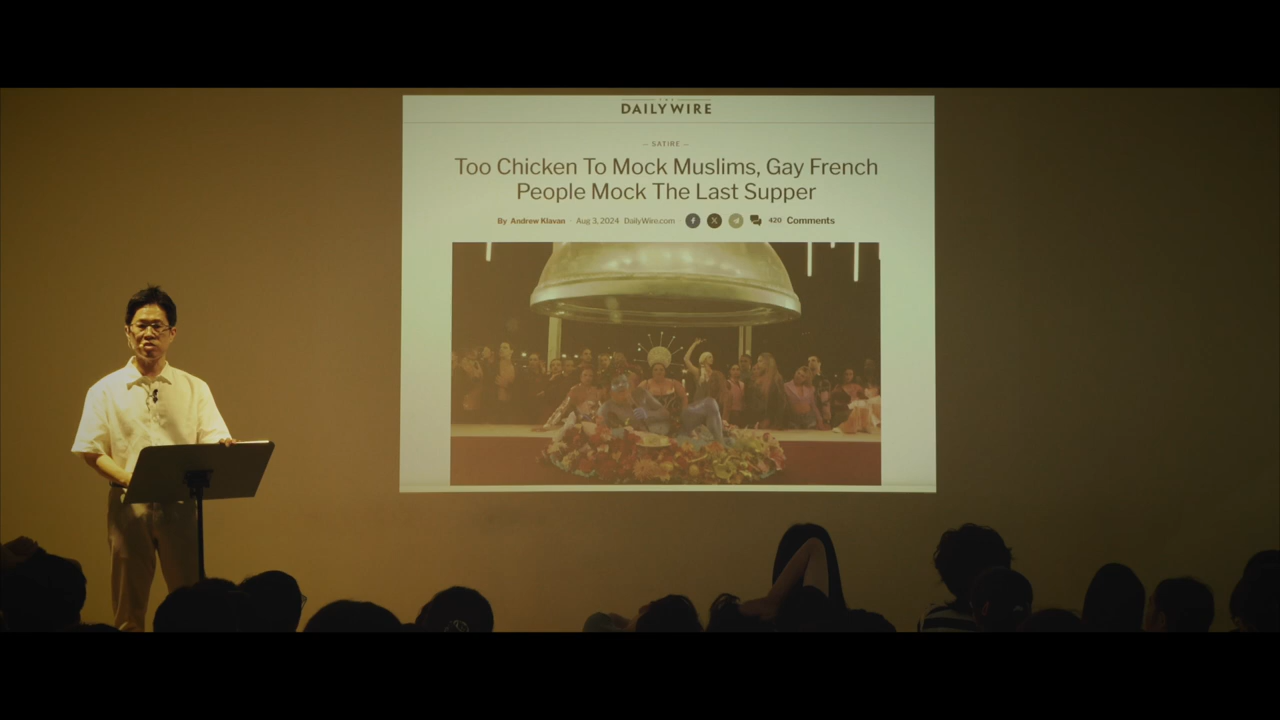 THE
DAILYWIRE
— SATIRE —
Too Chicken To Mock Muslims, Gay French
People Mock The Last Supper
By Andrew Klavan · Aug 3, 2024 DailyWire.com · 420 Comments